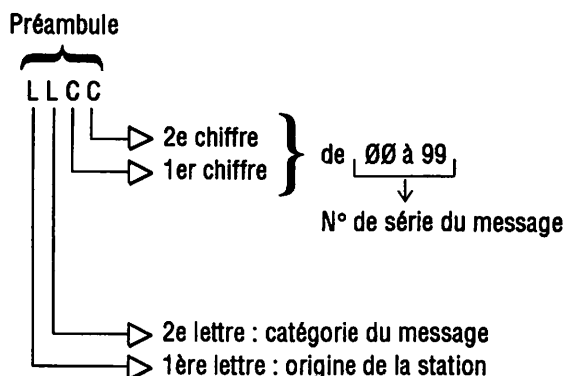 Préambule
L L C C
2e chiffre
1er chiffre
de ØØ à 99
N° de série du message
2e lettre : catégorie du message
1ère lettre : origine de la station